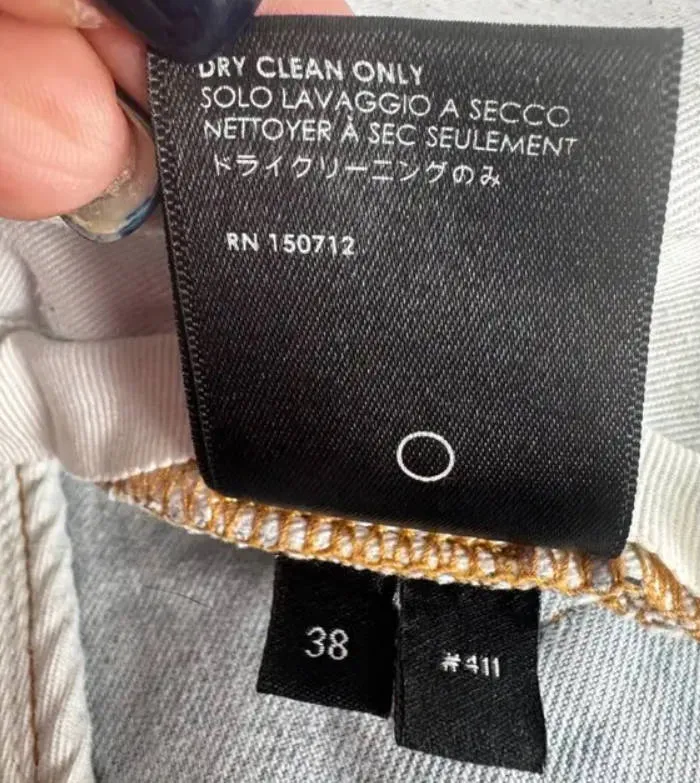 DRY CLEAN ONLY
SOLO LAVAGGIO A SECCO
NETTOYER À SEC SEULEMENT
ドライクリーニングのみ
RN 150712
38
#411